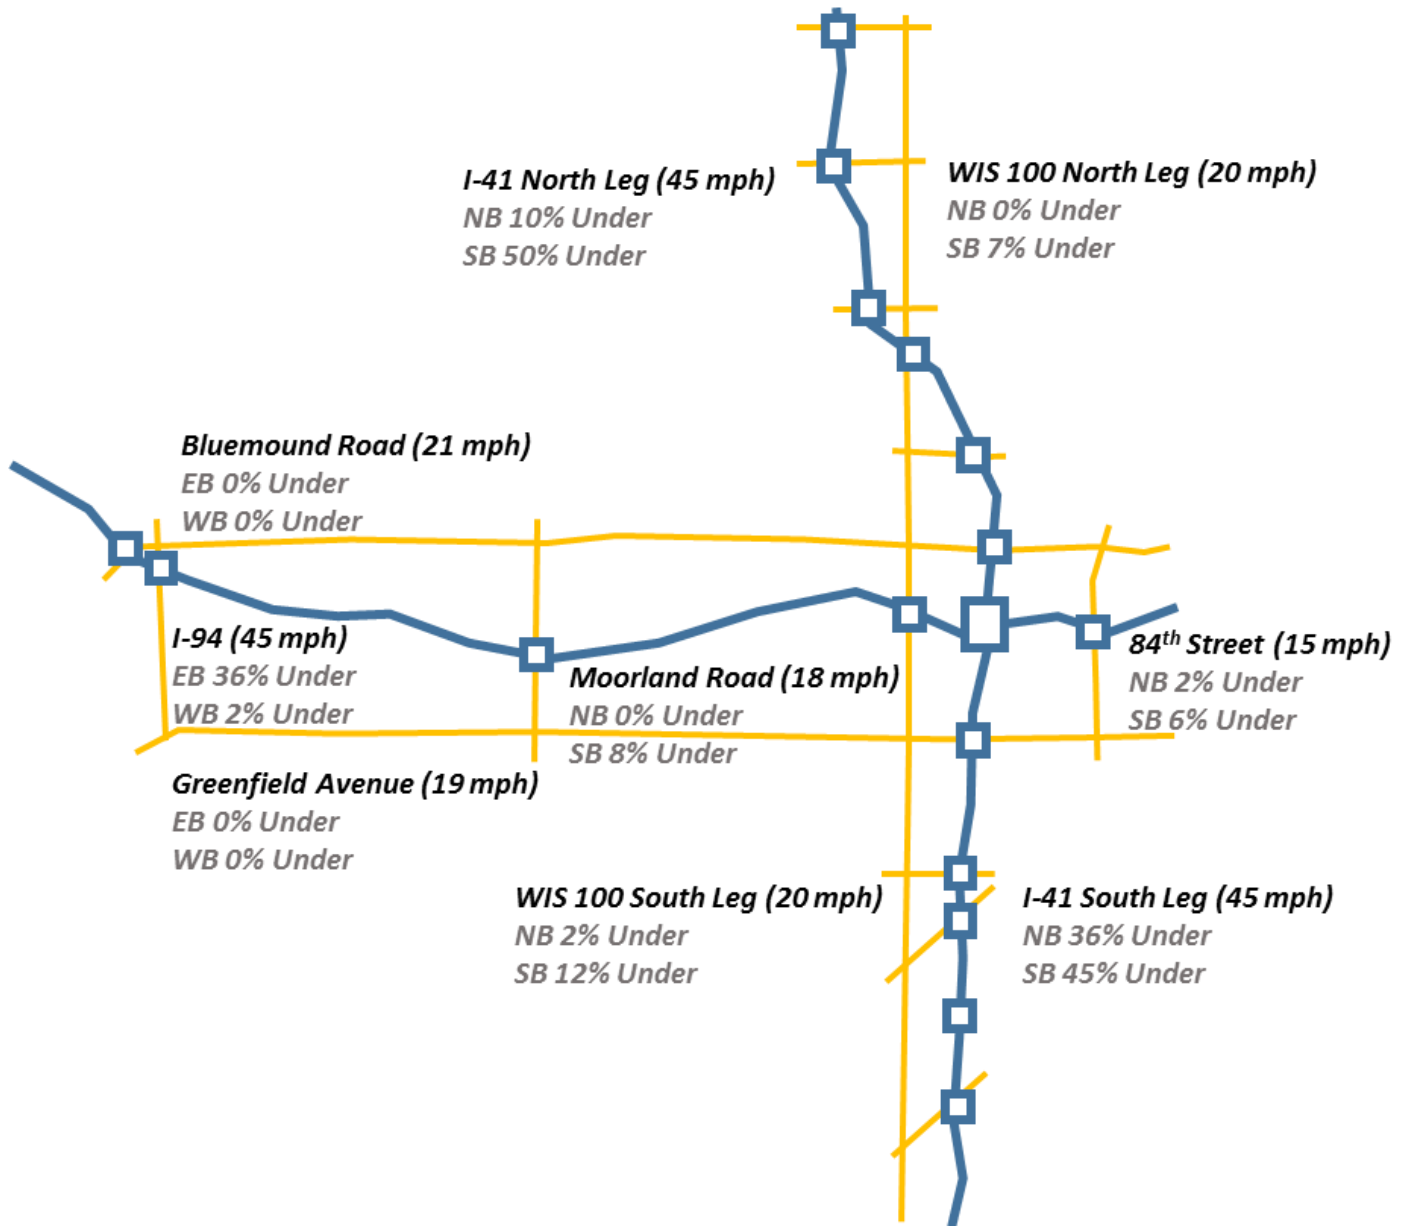 I-41 North Leg (45 mph)
NB 10% Under
SB 50% Under
WIS 100 North Leg (20 mph)
NB 0% Under
SB 7% Under
Bluemound Road (21 mph)
EB 0% Under
WB 0% Under
I-94 (45 mph)
EB 36% Under
WB 2% Under
Moorland Road (18 mph)
NB 0% Under
SB 8% Under
84th Street (15 mph)
NB 2% Under
SB 6% Under
Greenfield Avenue (19 mph)
EB 0% Under
WB 0% Under
WIS 100 South Leg (20 mph)
NB 2% Under
SB 12% Under
I-41 South Leg (45 mph)
NB 36% Under
SB 45% Under